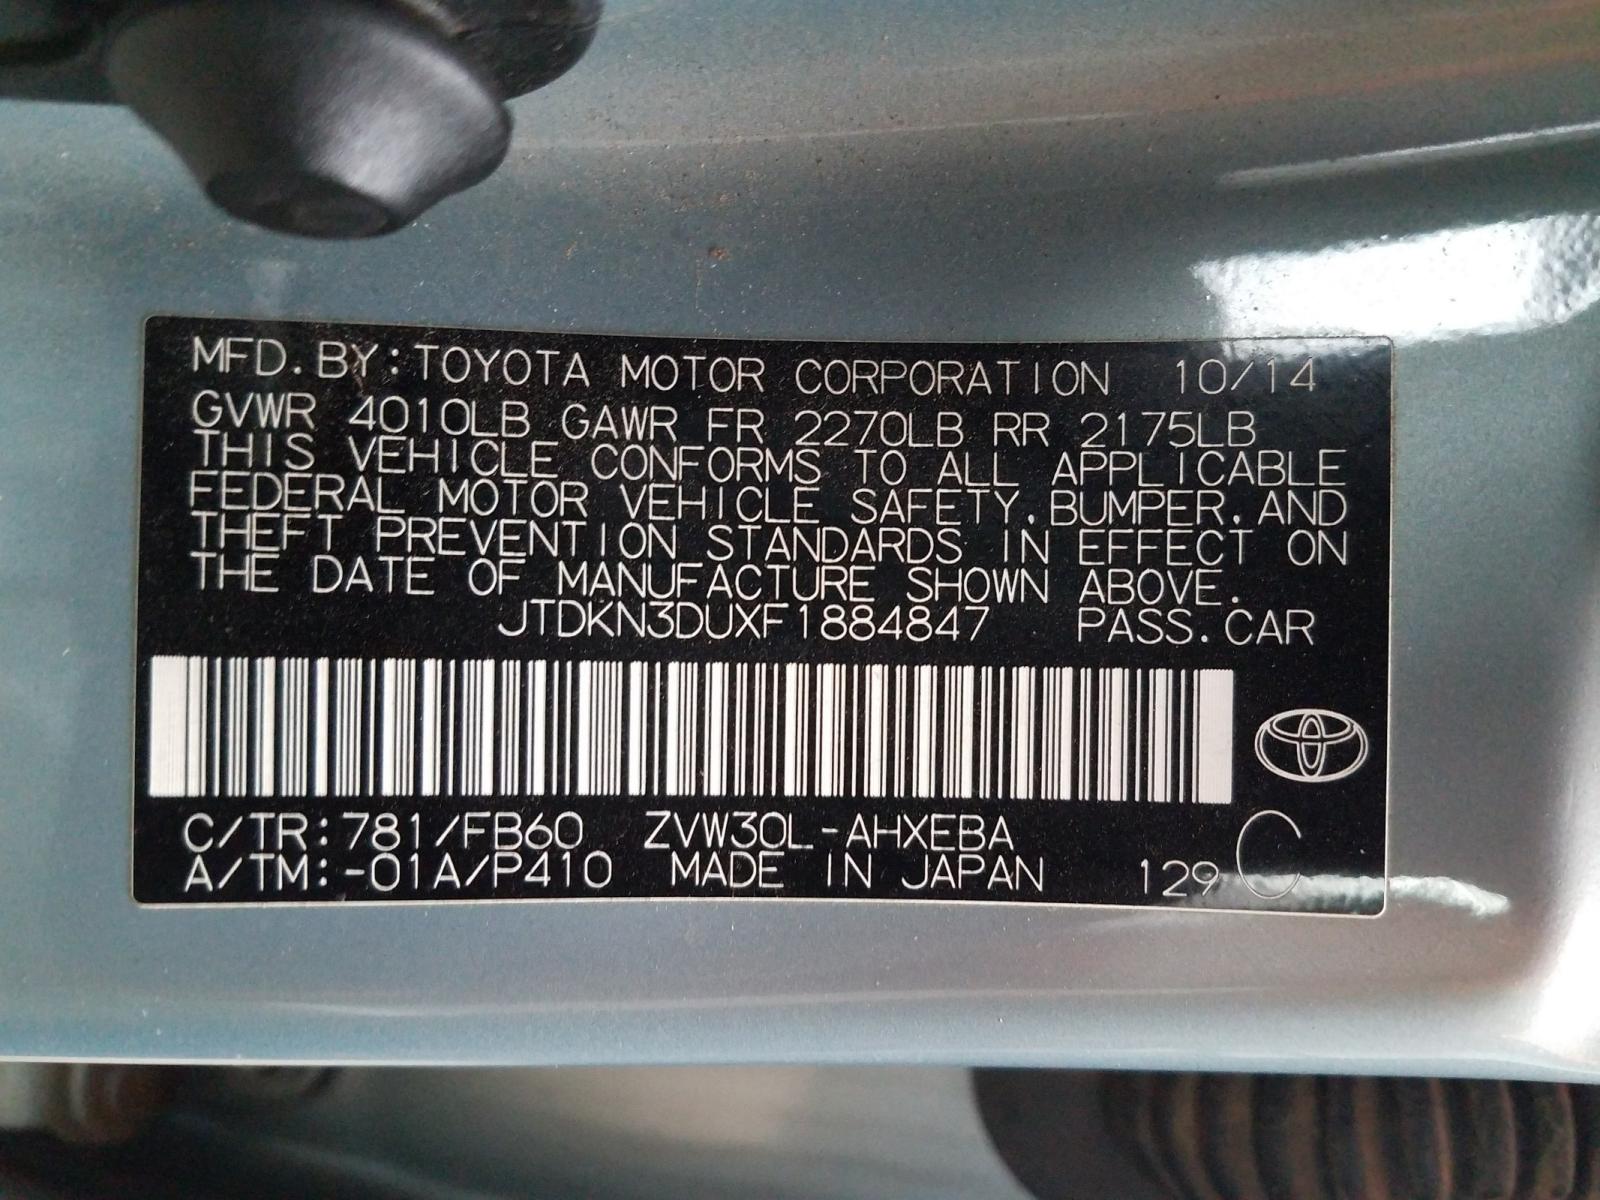 MFD.BY:TOYOTA MOTOR CORPORATION 10/14
GVWR 4010LB GAWR FR 2270LB RR 2175LB
THIS VEHICLE CONFORMS TO ALL APPLICABLE
FEDERAL MOTOR VEHICLE SAFETY,BUMPER,AND
THEFT PREVENTION STANDARDS IN EFFECT ON
THE DATE OF MANUFACTURE SHOWN ABOVE.
JTDKN3DUXF1884847 PASS.CAR
C/TR:781/FB60 ZVW30L-AHXEBA C
A/TM:-01A/P410 MADE IN JAPAN 129